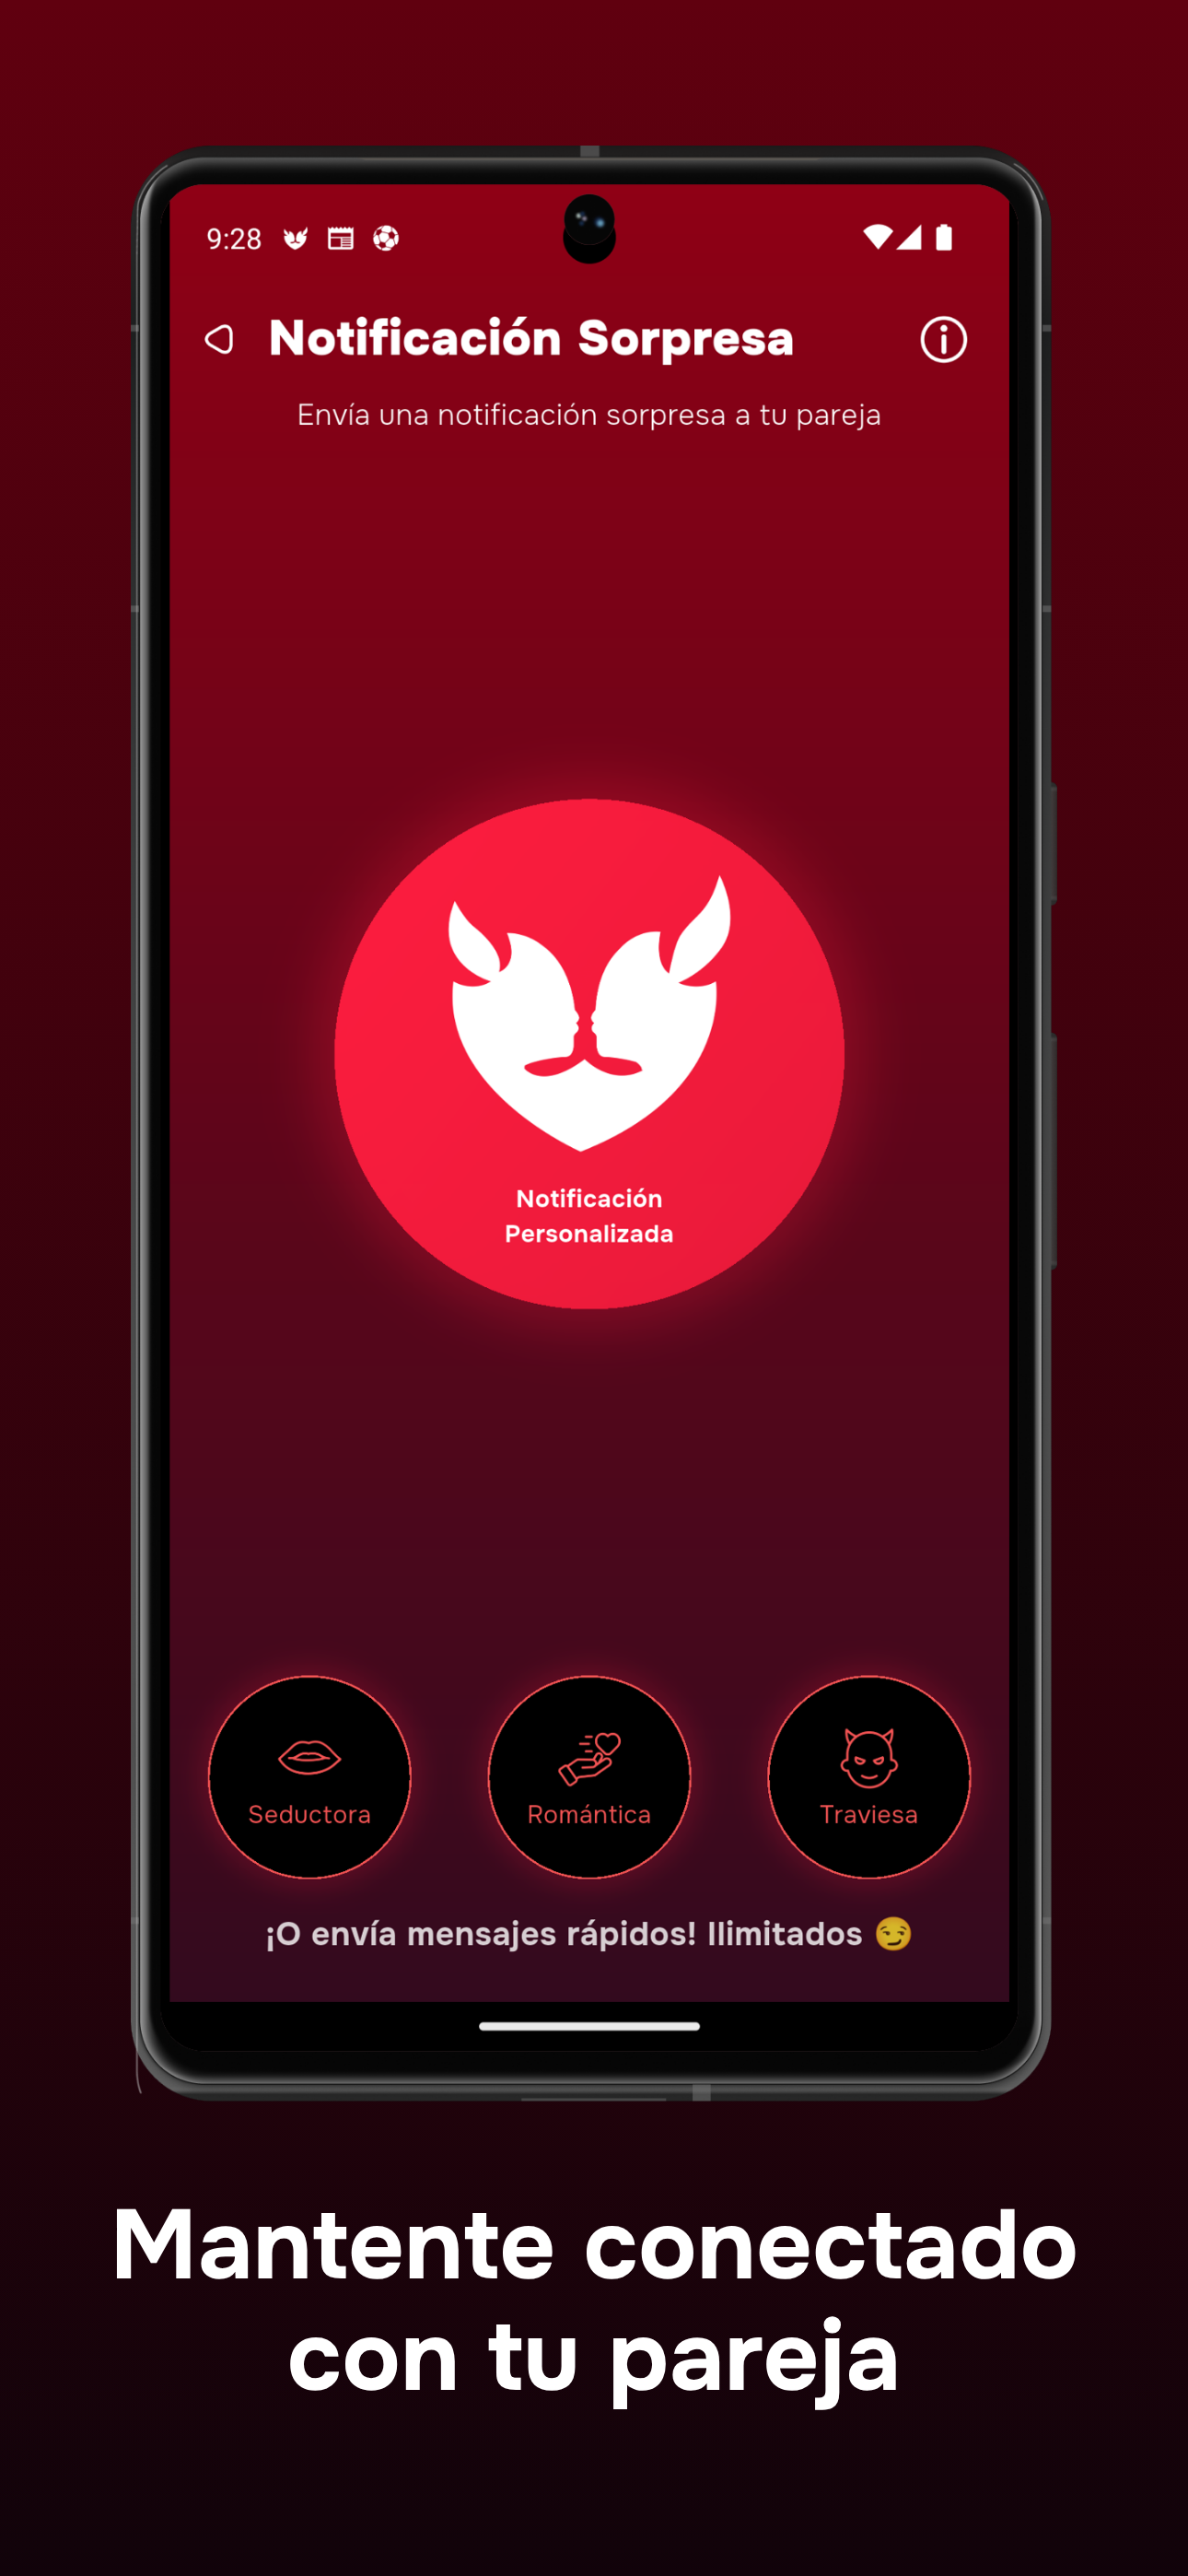 9:28
Notificación Sorpresa
Envía una notificación sorpresa a tu pareja
Notificación
Personalizada
Seductora
Romántica
Traviesa
¡O envía mensajes rápidos! Ilimitados 😏
Mantente conectado
con tu pareja